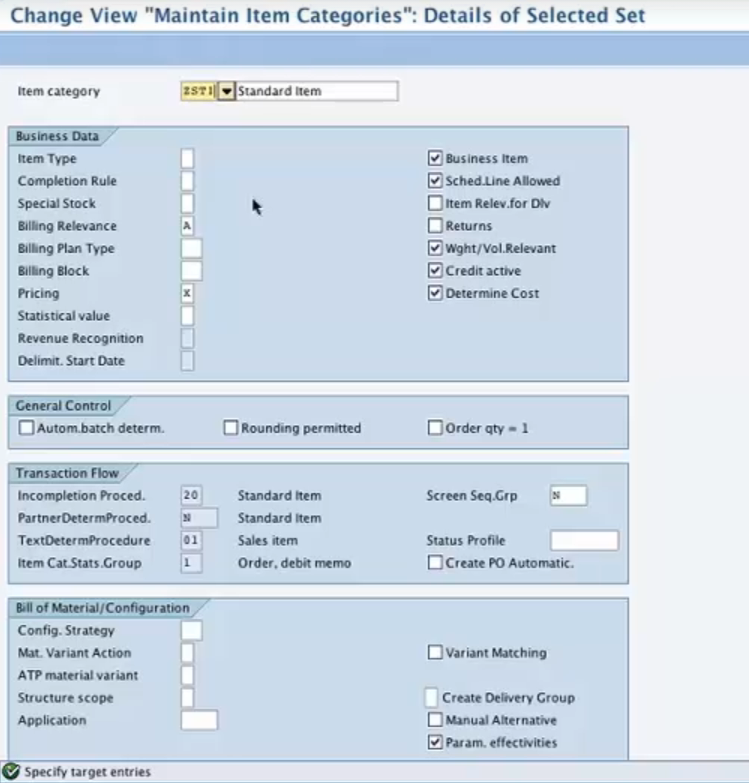 Change View "Maintain Item Categories": Details of Selected Set
Item category ZST1 Standard Item
Business Data
Item Type Business Item
Completion Rule Sched.Line Allowed
Special Stock Item Relev.for Dlv
Billing Relevance A Returns
Billing Plan Type Wght/Vol.Relevant
Billing Block Credit active
Pricing X Determine Cost
Statistical value
Revenue Recognition
Delimit. Start Date
General Control
Autom.batch determ. Rounding permitted Order qty = 1
Transaction Flow
Incompletion Proced. 20 Standard Item Screen Seq.Grp N
PartnerDetermProced. N Standard Item
TextDetermProcedure 01 Sales item Status Profile
Item Cat.Stats.Group 1 Order, debit memo Create PO Automatic.
Bill of Material/Configuration
Config. Strategy
Mat. Variant Action Variant Matching
ATP material variant
Structure scope Create Delivery Group
Application Manual Alternative
Param. effectivities
Specify target entries